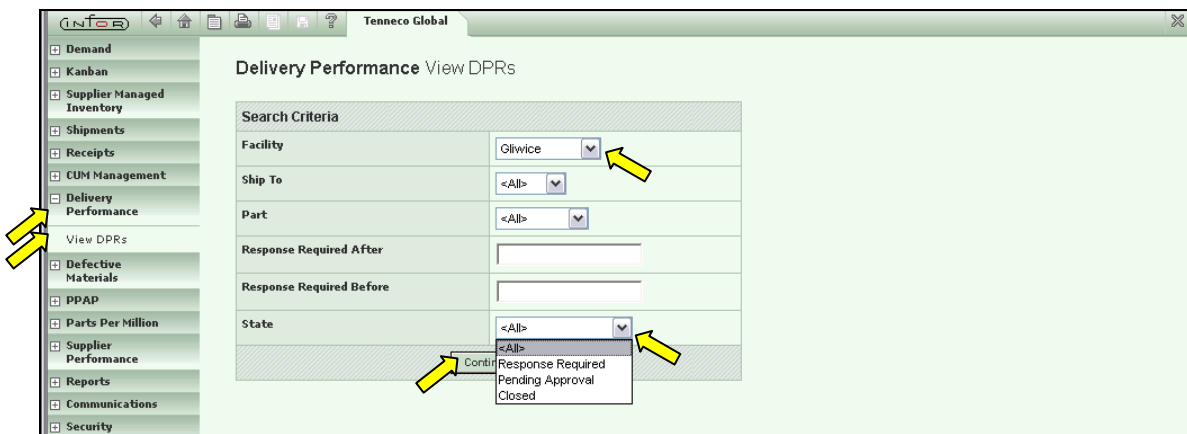 infor ? Tenneco Global
Demand
Kanban
Supplier Managed
Inventory
Shipments
Receipts
CUM Management
Delivery
Performance
View DPRs
Defective
Materials
PPAP
Parts Per Million
Supplier
Performance
Reports
Communications
Security
Delivery Performance View DPRs
Search Criteria
Facility Gliwice
Ship To <All>
Part <All>
Response Required After
Response Required Before
State <All>
<All>
Response Required
Pending Approval
Closed